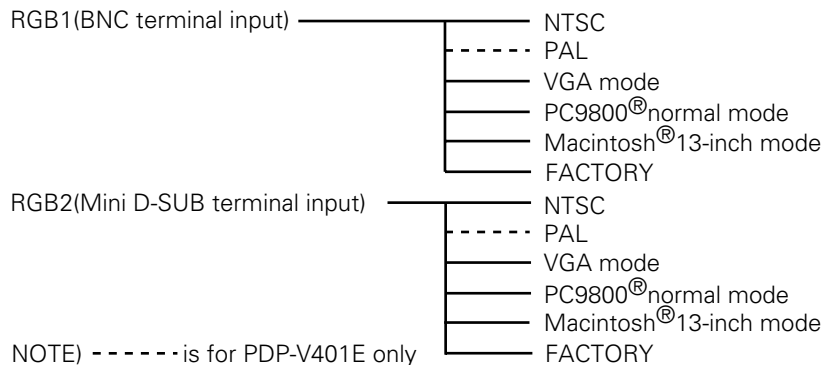 RGB1(BNC terminal input) NTSC
PAL
VGA mode
PC9800®normal mode
Macintosh®13-inch mode
FACTORY
RGB2(Mini D-SUB terminal input) NTSC
PAL
VGA mode
PC9800®normal mode
Macintosh®13-inch mode
NOTE) ------is for PDP-V401E only FACTORY